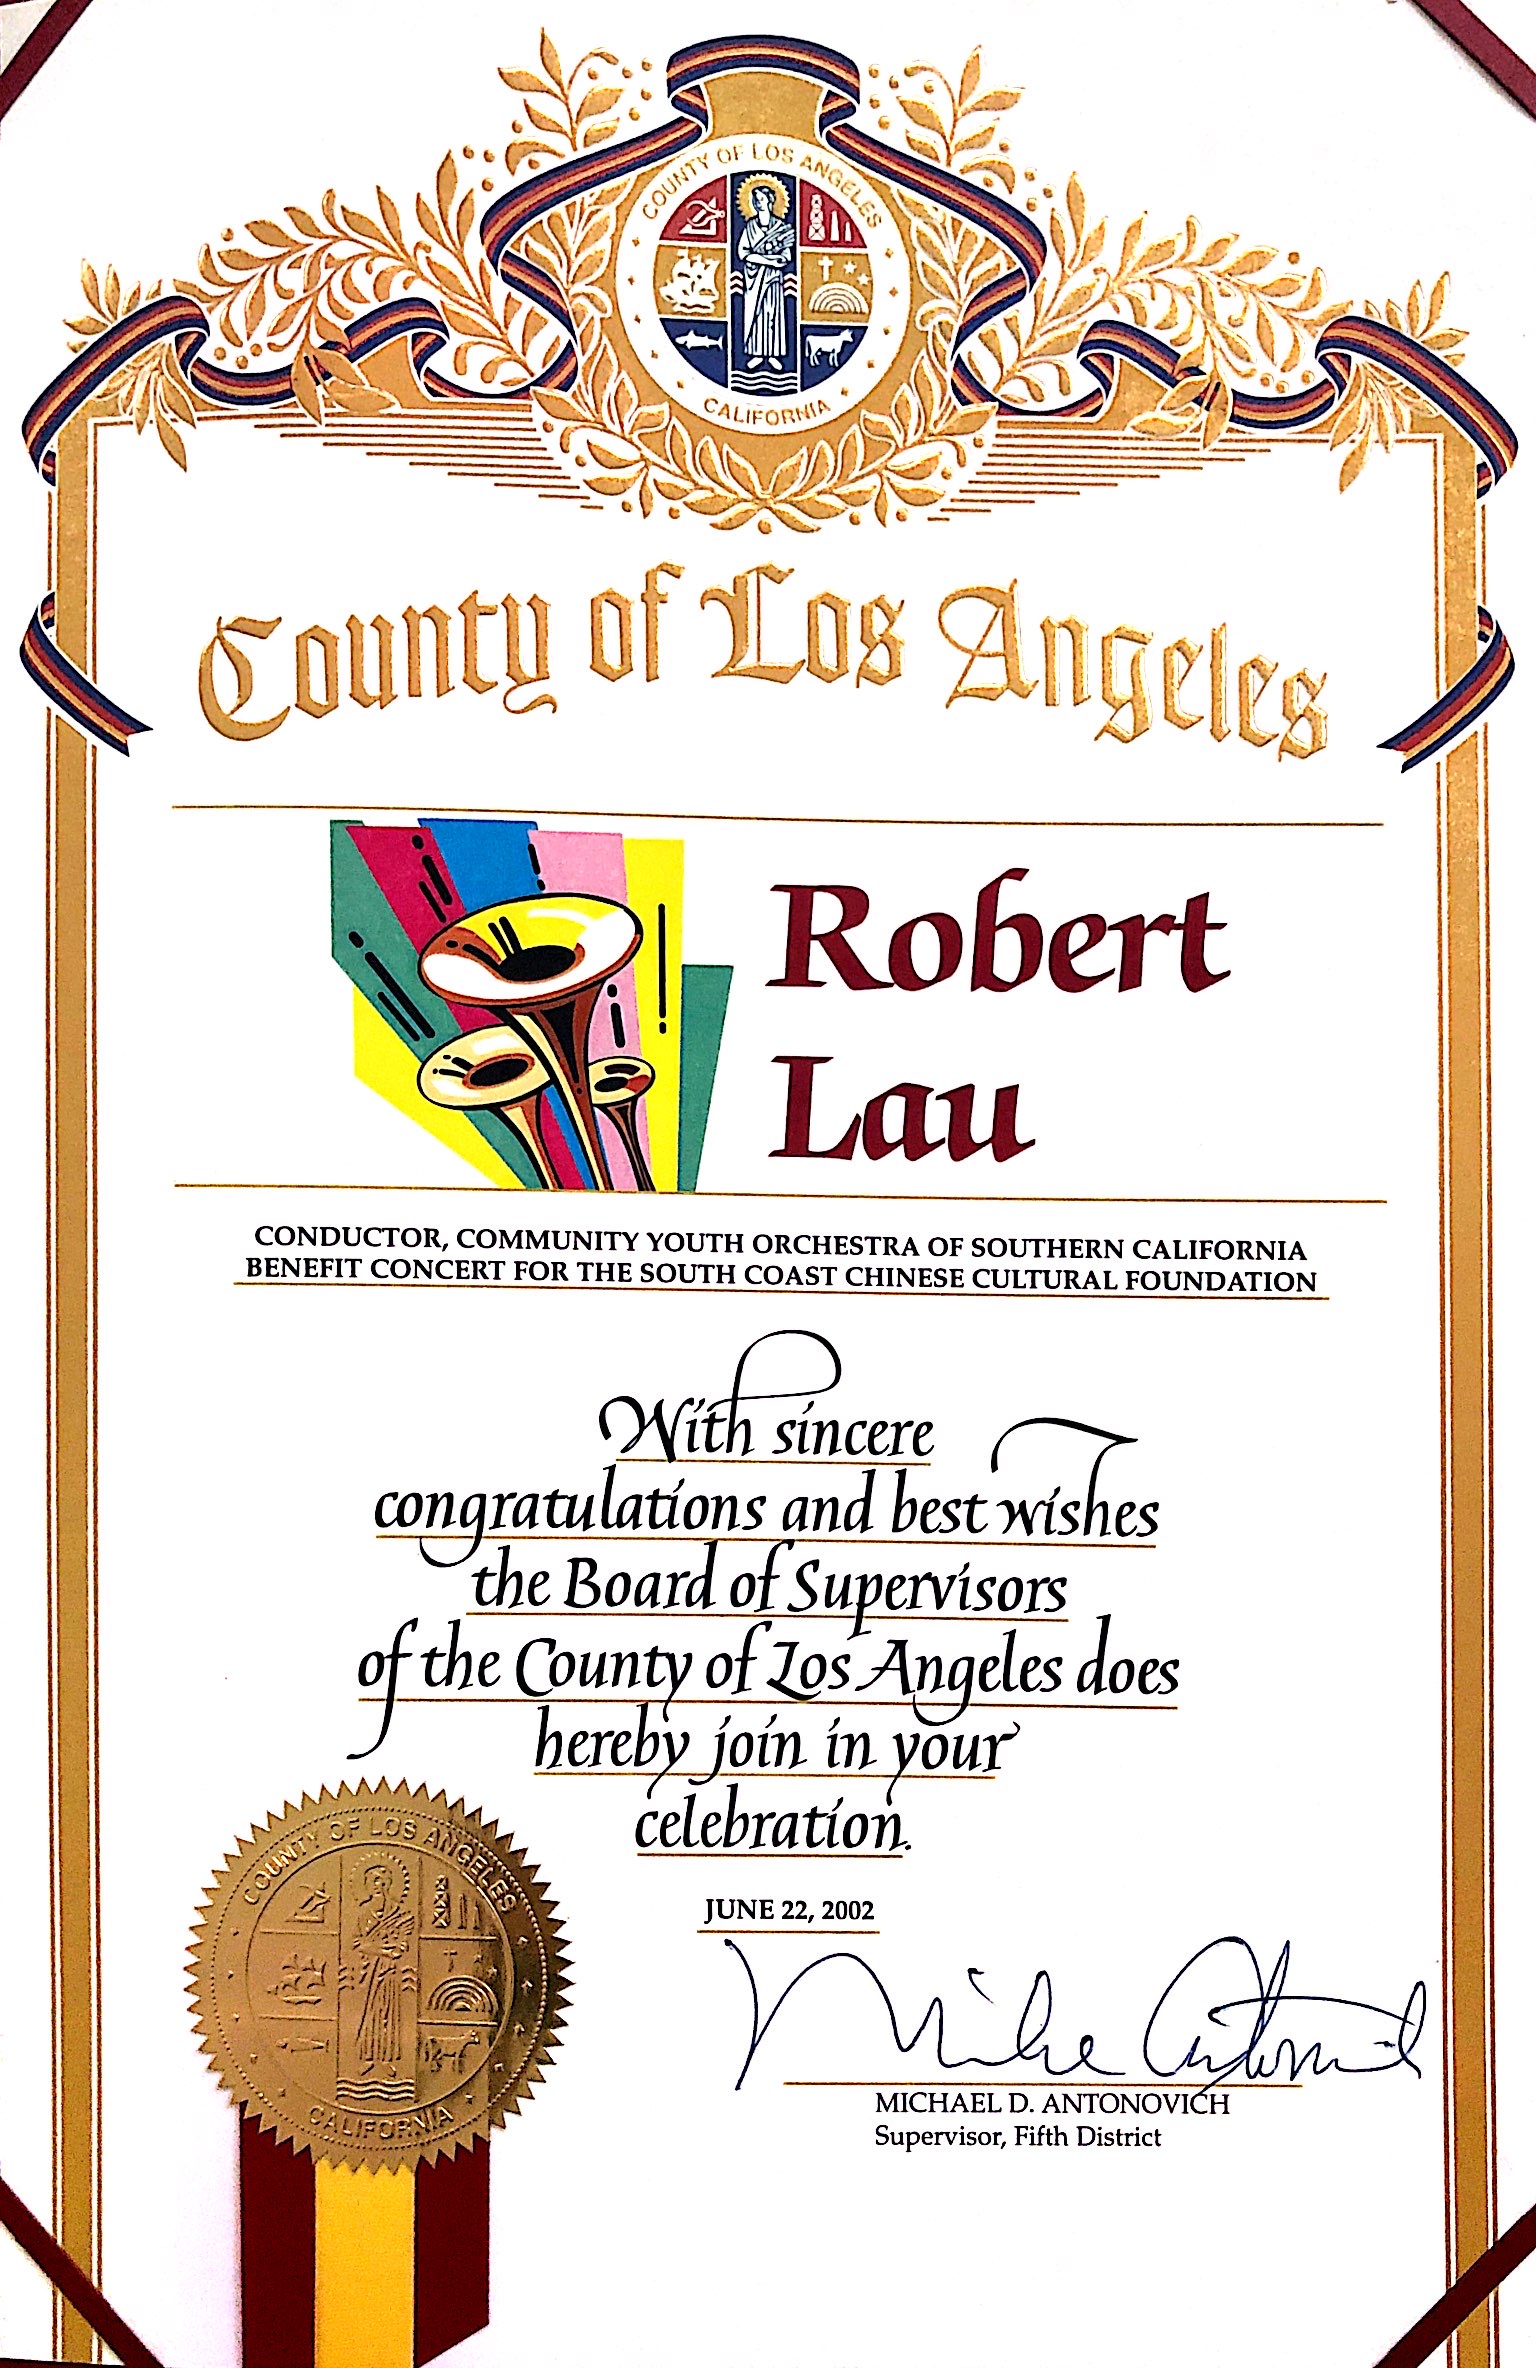 COUNTY OF LOS ANGELES
CALIFORNIA
County of Los Angeles
Robert
Lau
CONDUCTOR, COMMUNITY YOUTH ORCHESTRA OF SOUTHERN CALIFORNIA
BENEFIT CONCERT FOR THE SOUTH COAST CHINESE CULTURAL FOUNDATION
With sincere
congratulations and best wishes
the Board of Supervisors
of the County of Los Angeles does
hereby join in your
celebration.
COUNTY OF LOS ANGELES
CALIFORNIA
JUNE 22, 2002
Mike Antonovich
MICHAEL D. ANTONOVICH
Supervisor, Fifth District